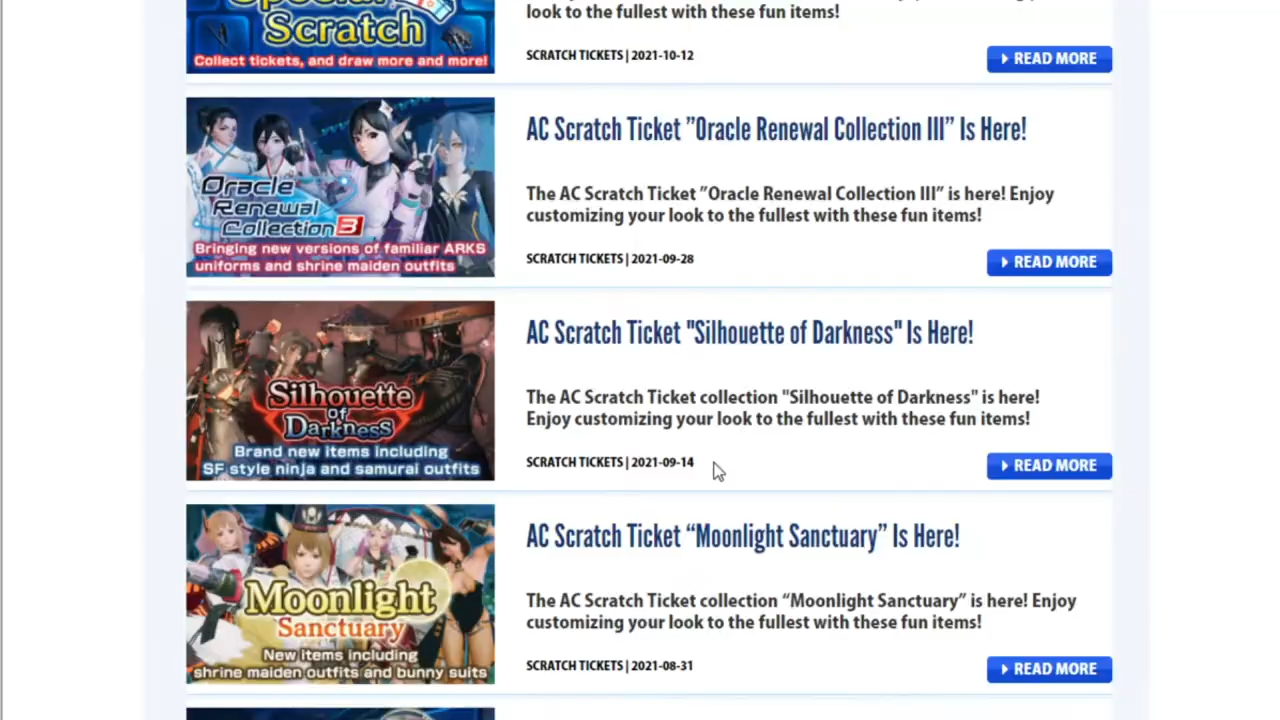 Special
Scratch
Collect tickets, and draw more and more!
look to the fullest with these fun items!
SCRATCH TICKETS | 2021-10-12
READ MORE
Oracle
Renewal
Collection 3
Bringing new versions of familiar ARKS
uniforms and shrine maiden outfits
AC Scratch Ticket ”Oracle Renewal Collection III” Is Here!
The AC Scratch Ticket ”Oracle Renewal Collection III” is here! Enjoy
customizing your look to the fullest with these fun items!
SCRATCH TICKETS | 2021-09-28
READ MORE
Silhouette
of
Darkness
Brand new items including
SF style ninja and samurai outfits
AC Scratch Ticket "Silhouette of Darkness" Is Here!
The AC Scratch Ticket collection "Silhouette of Darkness" is here!
Enjoy customizing your look to the fullest with these fun items!
SCRATCH TICKETS | 2021-09-14
READ MORE
Moonlight
Sanctuary
New items including
shrine maiden outfits and bunny suits
AC Scratch Ticket “Moonlight Sanctuary” Is Here!
The AC Scratch Ticket collection “Moonlight Sanctuary” is here! Enjoy
customizing your look to the fullest with these fun items!
SCRATCH TICKETS | 2021-08-31
READ MORE